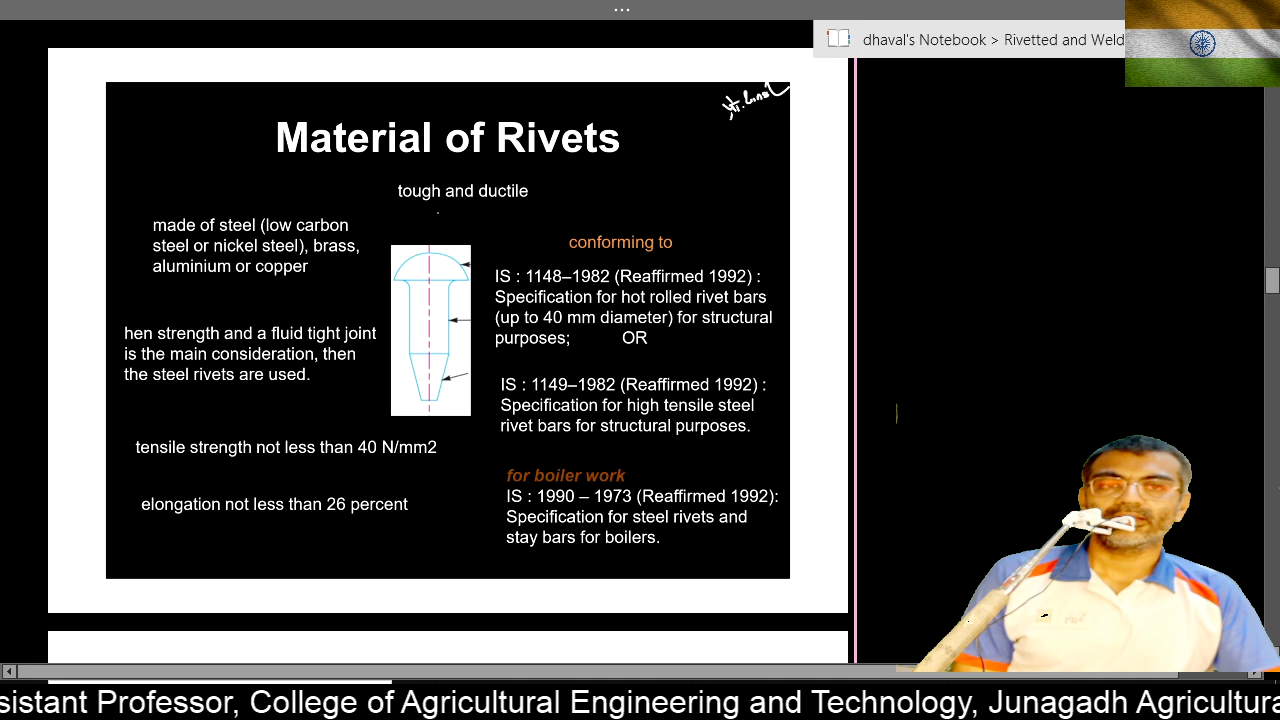 ...
dhaval's Notebook > Rivetted and Weld
Material of Rivets
tough and ductile
made of steel (low carbon
steel or nickel steel), brass,
aluminium or copper
hen strength and a fluid tight joint
is the main consideration, then
the steel rivets are used.
tensile strength not less than 40 N/mm2
elongation not less than 26 percent
conforming to
IS : 1148–1982 (Reaffirmed 1992) :
Specification for hot rolled rivet bars
(up to 40 mm diameter) for structural
purposes; OR
IS : 1149–1982 (Reaffirmed 1992) :
Specification for high tensile steel
rivet bars for structural purposes.
for boiler work
IS : 1990 – 1973 (Reaffirmed 1992):
Specification for steel rivets and
stay bars for boilers.
sistant Professor, College of Agricultural Engineering and Technology, Junagadh Agricultura